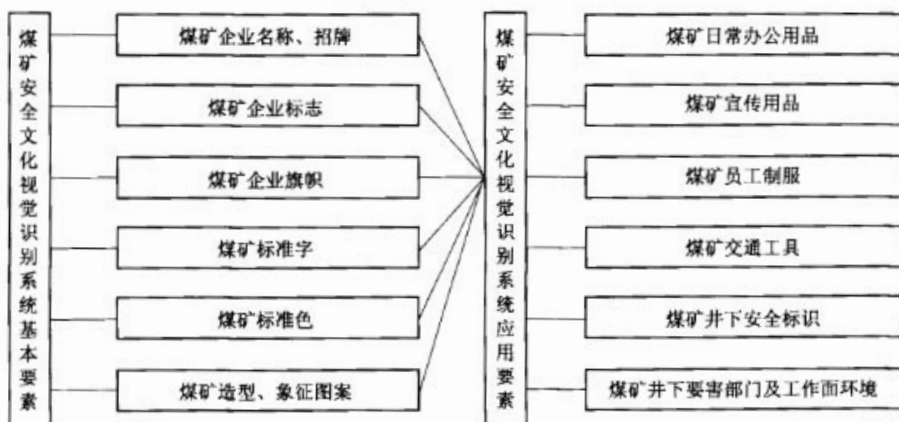 煤矿安全文化视觉识别系统基本要素
煤矿企业名称、招牌
煤矿企业标志
煤矿企业旗帜
煤矿标准字
煤矿标准色
煤矿造型、象征图案
煤矿安全文化视觉识别系统应用要素
煤矿日常办公用品
煤矿宣传用品
煤矿员工制服
煤矿交通工具
煤矿井下安全标识
煤矿井下要害部门及工作面环境